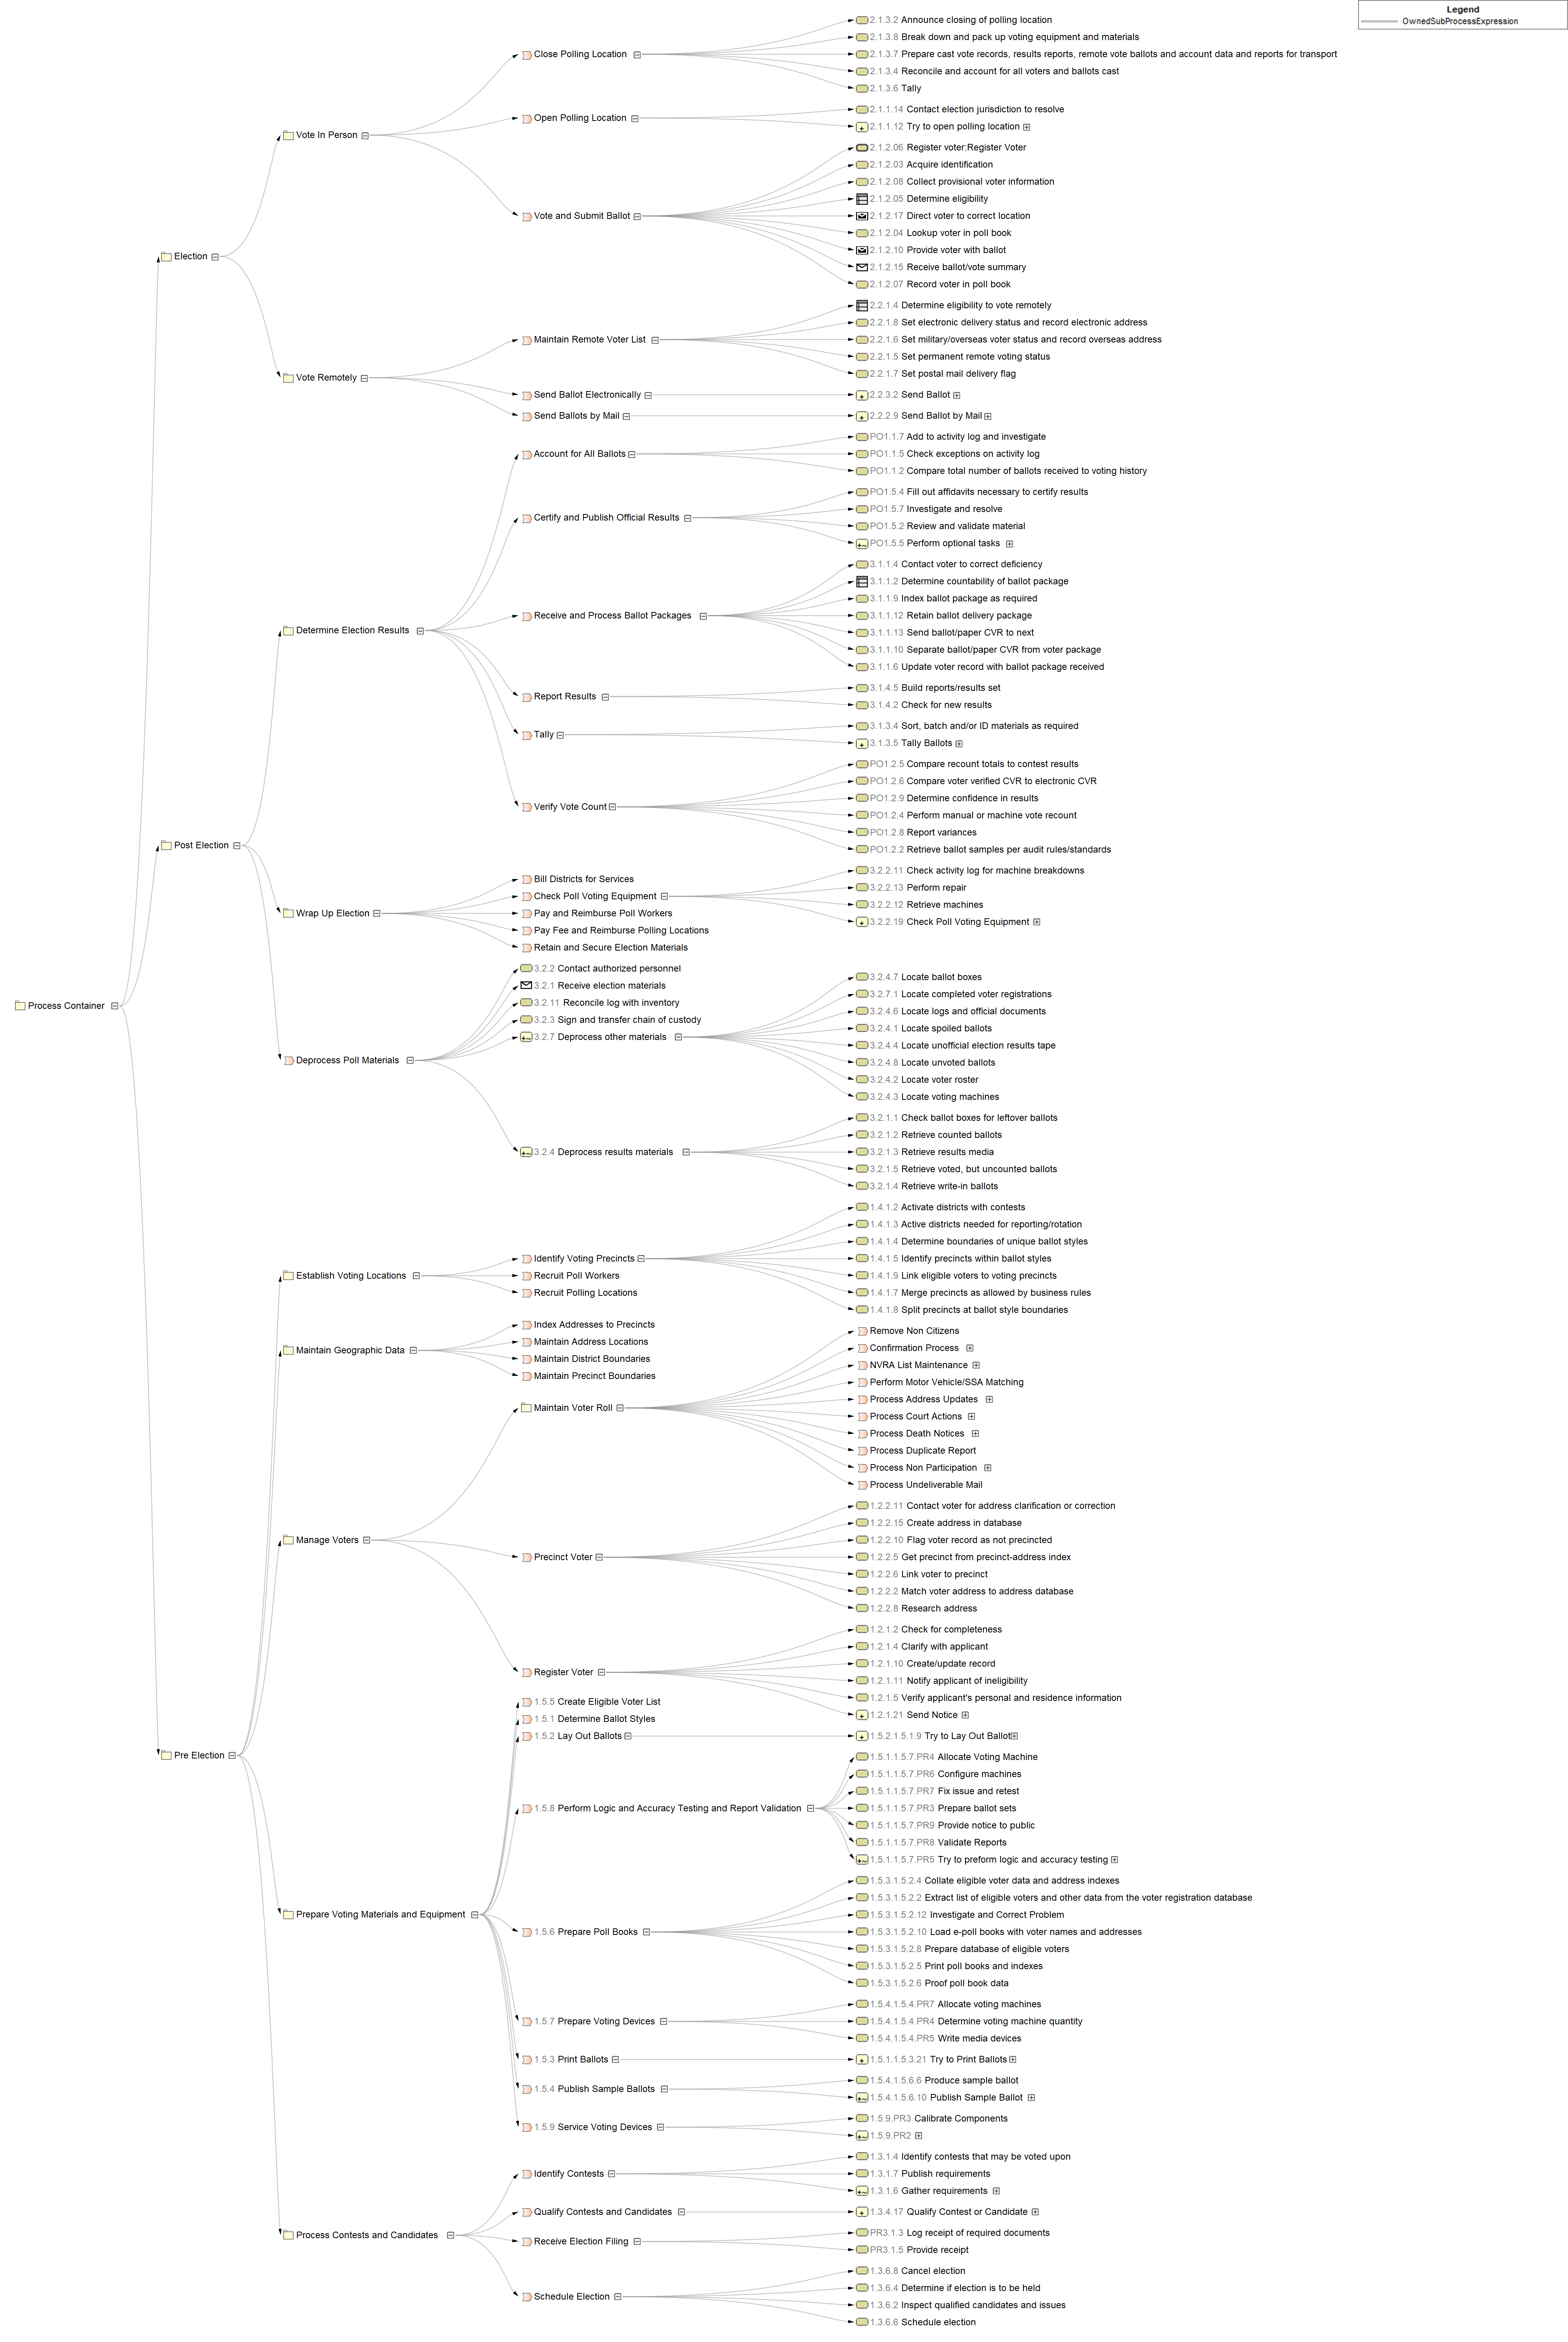 Legend
OwnedSubProcessExpression
2.1.3.2 Announce closing of polling location
2.1.3.8 Break down and pack up voting equipment and materials
Close Polling Location
2.1.3.7 Prepare cast vote records, results reports, remote vote ballots and account data and reports for transport
2.1.3.4 Reconcile and account for all voters and ballots cast
2.1.3.6 Tally
2.1.1.14 Contact election jurisdiction to resolve
Open Polling Location
2.1.1.12 Try to open polling location
Vote In Person
2.1.2.06 Register voter:Register Voter
2.1.2.03 Acquire identification
2.1.2.08 Collect provisional voter information
2.1.2.05 Determine eligibility
Vote and Submit Ballot
2.1.2.17 Direct voter to correct location
2.1.2.04 Lookup voter in poll book
2.1.2.10 Provide voter with ballot
Election
2.1.2.15 Receive ballot/vote summary
2.1.2.07 Record voter in poll book
2.2.1.4 Determine eligibility to vote remotely
2.2.1.8 Set electronic delivery status and record electronic address
Maintain Remote Voter List
2.2.1.6 Set military/overseas voter status and record overseas address
2.2.1.5 Set permanent remote voting status
2.2.1.7 Set postal mail delivery flag
Vote Remotely
Send Ballot Electronically
2.2.3.2 Send Ballot
Send Ballots by Mail
2.2.2.9 Send Ballot by Mail
PO1.1.7 Add to activity log and investigate
Account for All Ballots
PO1.1.5 Check exceptions on activity log
PO1.1.2 Compare total number of ballots received to voting history
PO1.5.4 Fill out affidavits necessary to certify results
PO1.5.7 Investigate and resolve
Certify and Publish Official Results
PO1.5.2 Review and validate material
PO1.5.5 Perform optional tasks
3.1.1.4 Contact voter to correct deficiency
3.1.1.2 Determine countability of ballot package
3.1.1.9 Index ballot package as required
Receive and Process Ballot Packages
3.1.1.12 Retain ballot delivery package
Determine Election Results
3.1.1.13 Send ballot/paper CVR to next
3.1.1.10 Separate ballot/paper CVR from voter package
3.1.1.6 Update voter record with ballot package received
3.1.4.5 Build reports/results set
Report Results
3.1.4.2 Check for new results
3.1.3.4 Sort, batch and/or ID materials as required
Tally
3.1.3.5 Tally Ballots
PO1.2.5 Compare recount totals to contest results
PO1.2.6 Compare voter verified CVR to electronic CVR
PO1.2.9 Determine confidence in results
Verify Vote Count
PO1.2.4 Perform manual or machine vote recount
PO1.2.8 Report variances
Post Election
PO1.2.2 Retrieve ballot samples per audit rules/standards
3.2.2.11 Check activity log for machine breakdowns
Bill Districts for Services
3.2.2.13 Perform repair
Check Poll Voting Equipment
3.2.2.12 Retrieve machines
Wrap Up Election
Pay and Reimburse Poll Workers
3.2.2.19 Check Poll Voting Equipment
Pay Fee and Reimburse Polling Locations
Retain and Secure Election Materials
3.2.2 Contact authorized personnel
3.2.4.7 Locate ballot boxes
3.2.1 Receive election materials
3.2.7.1 Locate completed voter registrations
3.2.11 Reconcile log with inventory
Process Container
3.2.4.6 Locate logs and official documents
3.2.3 Sign and transfer chain of custody
3.2.4.1 Locate spoiled ballots
3.2.7 Deprocess other materials
3.2.4.4 Locate unofficial election results tape
Deprocess Poll Materials
3.2.4.8 Locate unvoted ballots
3.2.4.2 Locate voter roster
3.2.4.3 Locate voting machines
3.2.1.1 Check ballot boxes for leftover ballots
3.2.1.2 Retrieve counted ballots
3.2.4 Deprocess results materials
3.2.1.3 Retrieve results media
3.2.1.5 Retrieve voted, but uncounted ballots
3.2.1.4 Retrieve write-in ballots
1.4.1.2 Activate districts with contests
1.4.1.3 Active districts needed for reporting/rotation
1.4.1.4 Determine boundaries of unique ballot styles
Identify Voting Precincts
1.4.1.5 Identify precincts within ballot styles
Establish Voting Locations
Recruit Poll Workers
1.4.1.9 Link eligible voters to voting precincts
Recruit Polling Locations
1.4.1.7 Merge precincts as allowed by business rules
1.4.1.8 Split precincts at ballot style boundaries
Index Addresses to Precincts
Remove Non Citizens
Maintain Address Locations
Confirmation Process
Maintain Geographic Data
Maintain District Boundaries
NVRA List Maintenance
Maintain Precinct Boundaries
Perform Motor Vehicle/SSA Matching
Process Address Updates
Maintain Voter Roll
Process Court Actions
Process Death Notices
Process Duplicate Report
Process Non Participation
Process Undeliverable Mail
1.2.2.11 Contact voter for address clarification or correction
1.2.2.15 Create address in database
Manage Voters
1.2.2.10 Flag voter record as not precincted
Precinct Voter
1.2.2.5 Get precinct from precinct-address index
1.2.2.6 Link voter to precinct
1.2.2.2 Match voter address to address database
1.2.2.8 Research address
1.2.1.2 Check for completeness
1.2.1.4 Clarify with applicant
1.2.1.10 Create/update record
Register Voter
1.2.1.11 Notify applicant of ineligibility
1.2.1.5 Verify applicant's personal and residence information
1.5.5 Create Eligible Voter List
1.2.1.21 Send Notice
1.5.1 Determine Ballot Styles
1.5.2 Lay Out Ballots
1.5.2.1.5.1.9 Try to Lay Out Ballot
Pre Election
1.5.1.1.5.7.PR4 Allocate Voting Machine
1.5.1.1.5.7.PR6 Configure machines
1.5.1.1.5.7.PR7 Fix issue and retest
1.5.8 Perform Logic and Accuracy Testing and Report Validation
1.5.1.1.5.7.PR3 Prepare ballot sets
1.5.1.1.5.7.PR9 Provide notice to public
1.5.1.1.5.7.PR8 Validate Reports
1.5.1.1.5.7.PR5 Try to preform logic and accuracy testing
1.5.3.1.5.2.4 Collate eligible voter data and address indexes
1.5.3.1.5.2.2 Extract list of eligible voters and other data from the voter registration database
Prepare Voting Materials and Equipment
1.5.3.1.5.2.12 Investigate and Correct Problem
1.5.6 Prepare Poll Books
1.5.3.1.5.2.10 Load e-poll books with voter names and addresses
1.5.3.1.5.2.8 Prepare database of eligible voters
1.5.3.1.5.2.5 Print poll books and indexes
1.5.3.1.5.2.6 Proof poll book data
1.5.4.1.5.4.PR7 Allocate voting machines
1.5.7 Prepare Voting Devices
1.5.4.1.5.4.PR4 Determine voting machine quantity
1.5.4.1.5.4.PR5 Write media devices
1.5.3 Print Ballots
1.5.1.1.5.3.21 Try to Print Ballots
1.5.4.1.5.6.6 Produce sample ballot
1.5.4 Publish Sample Ballots
1.5.4.1.5.6.10 Publish Sample Ballot
1.5.9.PR3 Calibrate Components
1.5.9 Service Voting Devices
1.5.9.PR2
1.3.1.4 Identify contests that may be voted upon
Identify Contests
1.3.1.7 Publish requirements
1.3.1.6 Gather requirements
Qualify Contests and Candidates
1.3.4.17 Qualify Contest or Candidate
Process Contests and Candidates
PR3.1.3 Log receipt of required documents
Receive Election Filing
PR3.1.5 Provide receipt
1.3.6.8 Cancel election
1.3.6.4 Determine if election is to be held
Schedule Election
1.3.6.2 Inspect qualified candidates and issues
1.3.6.6 Schedule election